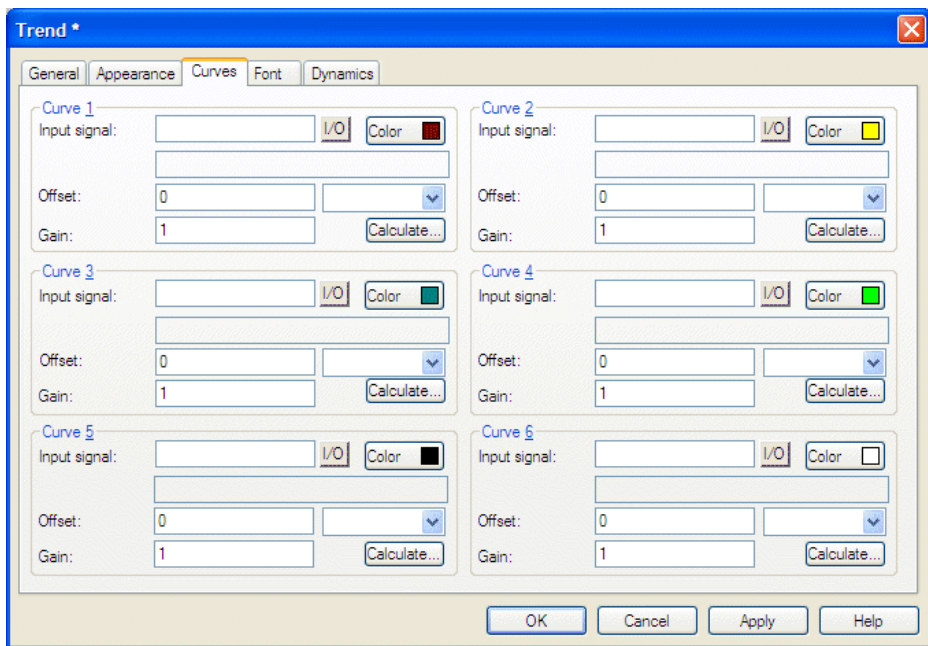 Trend *
General Appearance Curves Font Dynamics
Curve 1
Input signal: I/O Color
Offset: 0
Gain: 1 Calculate...
Curve 2
Input signal: I/O Color
Offset: 0
Gain: 1 Calculate...
Curve 3
Input signal: I/O Color
Offset: 0
Gain: 1 Calculate...
Curve 4
Input signal: I/O Color
Offset: 0
Gain: 1 Calculate...
Curve 5
Input signal: I/O Color
Offset: 0
Gain: 1 Calculate...
Curve 6
Input signal: I/O Color
Offset: 0
Gain: 1 Calculate...
OK Cancel Apply Help